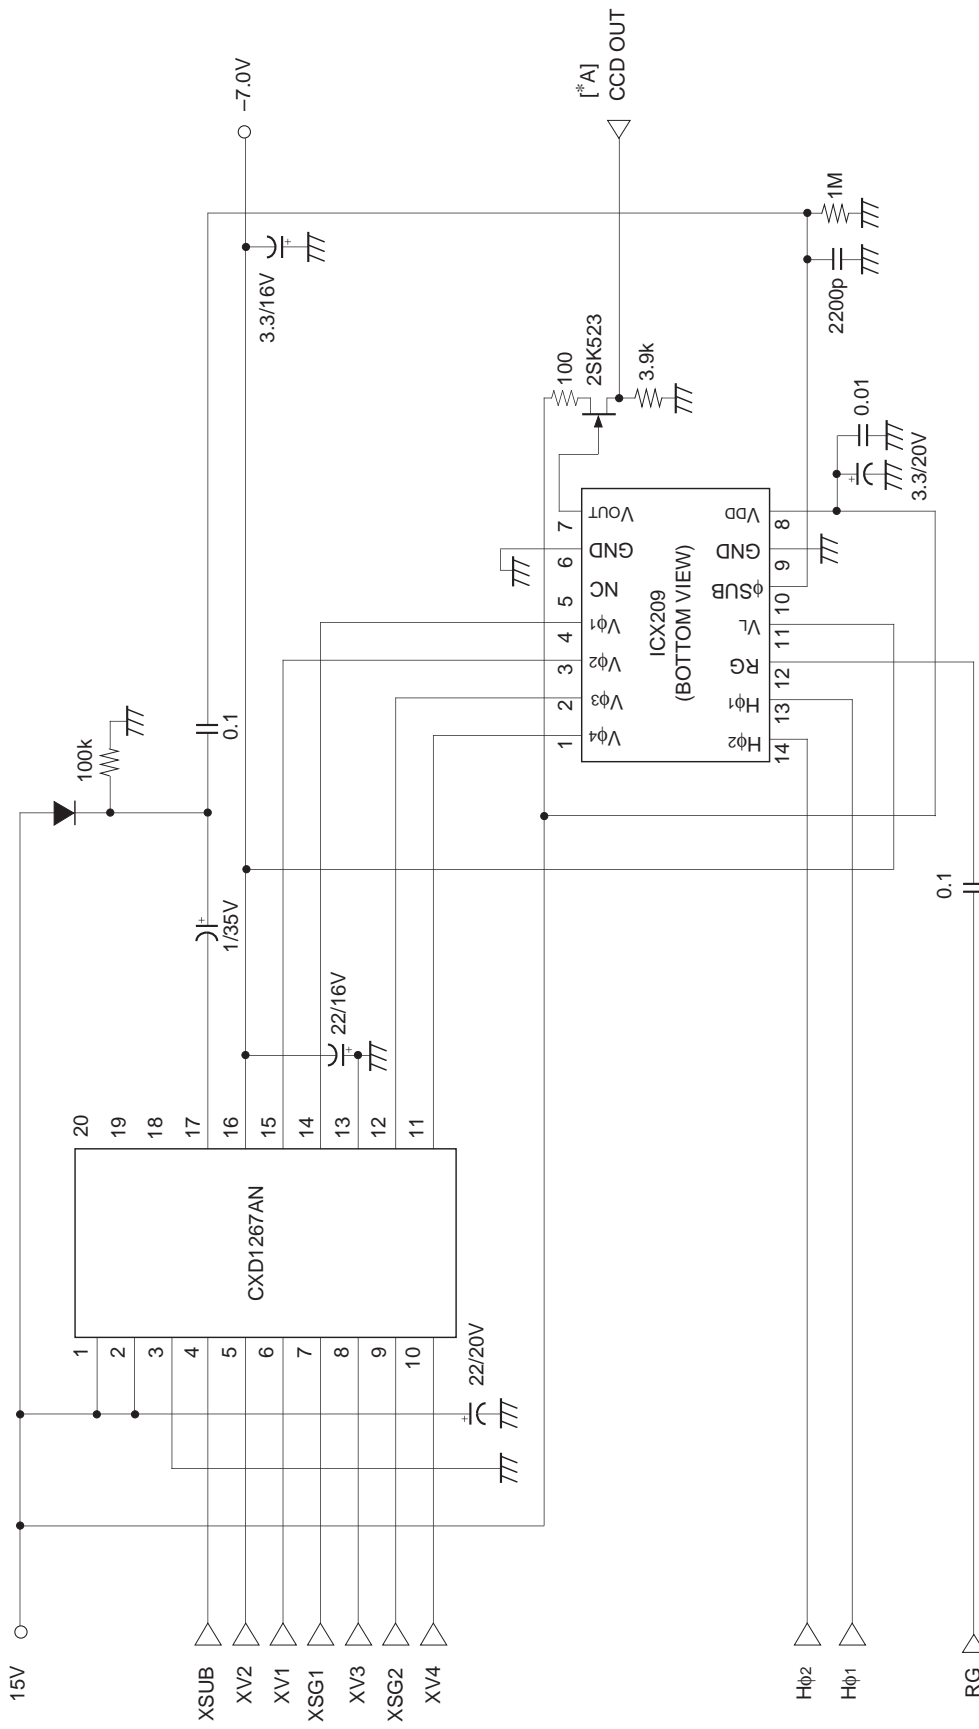 15V
XSUB
XV2
XV1
XSG1
XV3
XSG2
XV4
Hϕ2
Hϕ1
RG
22/20V
1
2
3
4
5
6
7
8
9
10
CXD1267AN
20
19
18
17
16
15
14
13
12
11
22/16V
1/35V
100k
0.1
–7.0V
3.3/16V
1
2
3
4
5
6
7
Vϕ4
Vϕ3
Vϕ2
Vϕ1
NC
GND
VOUT
ICX209
(BOTTOM VIEW)
Hϕ2
Hϕ1
RG
VL
ϕSUB
GND
VDD
14
13
12
11
10
9
8
100
2SK523
3.9k
[*A]
CCD OUT
0.01
3.3/20V
2200p
1M
0.1